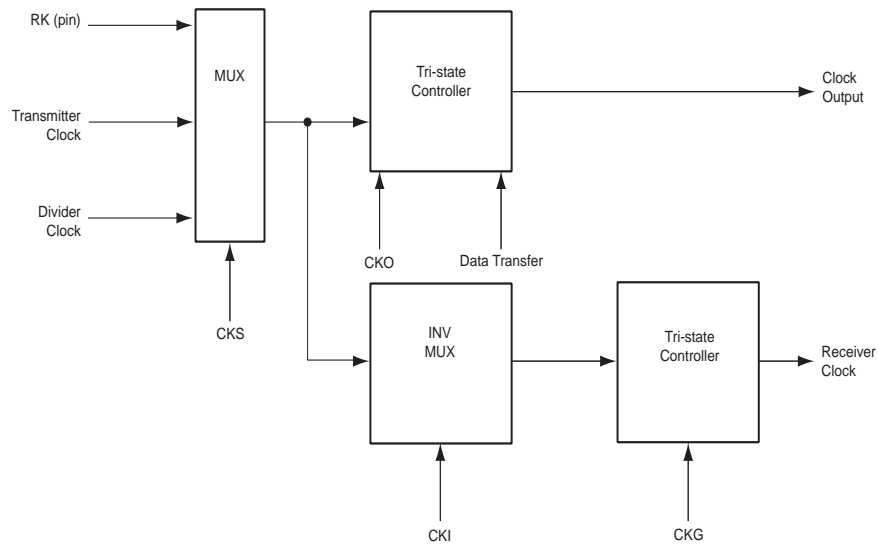 RK (pin)
MUX
Tri-state
Controller
Clock
Output
Transmitter
Clock
Divider
Clock
CKO
Data Transfer
CKS
INV
MUX
Tri-state
Controller
Receiver
Clock
CKI
CKG